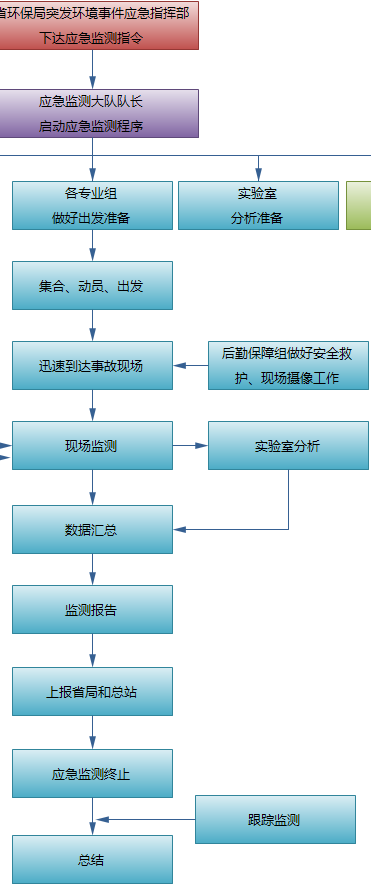 省环保局突发环境事件应急指挥部
下达应急监测指令
应急监测大队队长
启动应急监测程序
各专业组
做好出发准备
实验室
分析准备
集合、动员、出发
迅速到达事故现场
后勤保障组做好安全救
护、现场摄像工作
现场监测
实验室分析
数据汇总
监测报告
上报省局和总站
应急监测终止
跟踪监测
总结